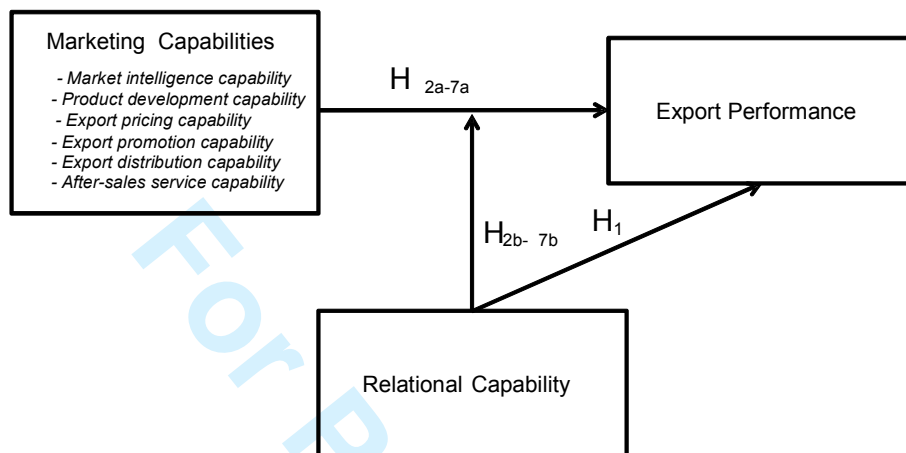 Marketing Capabilities
- Market intelligence capability
- Product development capability
- Export pricing capability
- Export promotion capability
- Export distribution capability
- After-sales service capability
H 2a-7a
Export Performance
H2b- 7b
H1
Relational Capability
For P